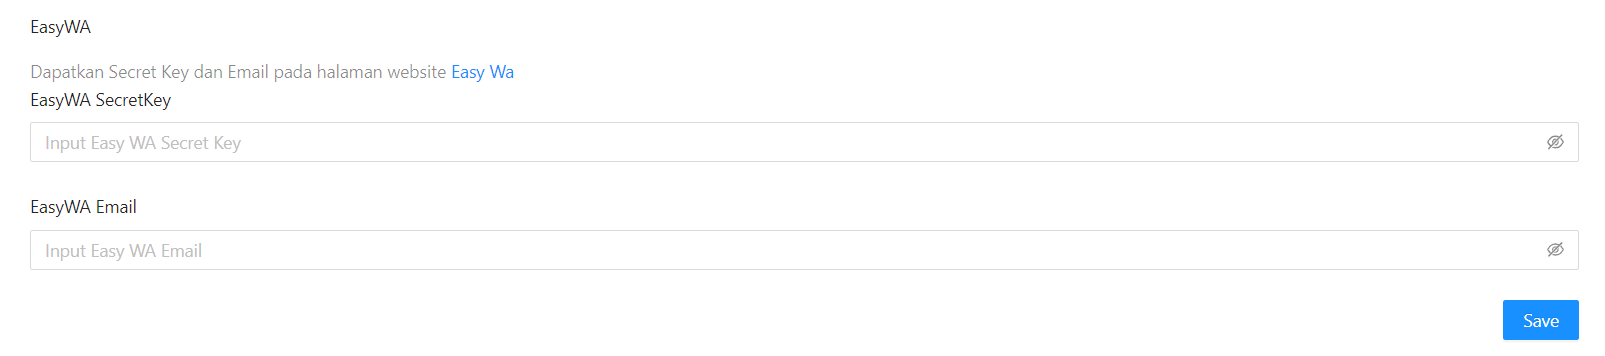 EasyWA
Dapatkan Secret Key dan Email pada halaman website Easy Wa
EasyWA SecretKey
Input Easy WA Secret Key
EasyWA Email
Input Easy WA Email
Save